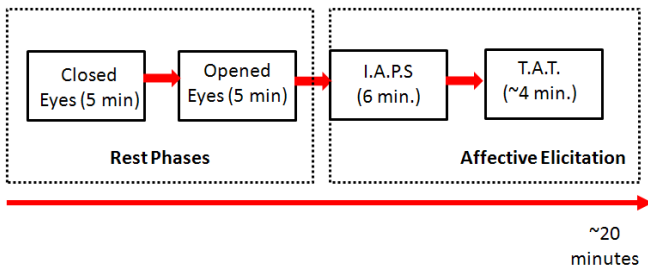 Closed
Eyes (5 min)
Opened
Eyes (5 min)
I.A.P.S
(6 min.)
T.A.T.
(~4 min.)
Rest Phases
Affective Elicitation
~20
minutes